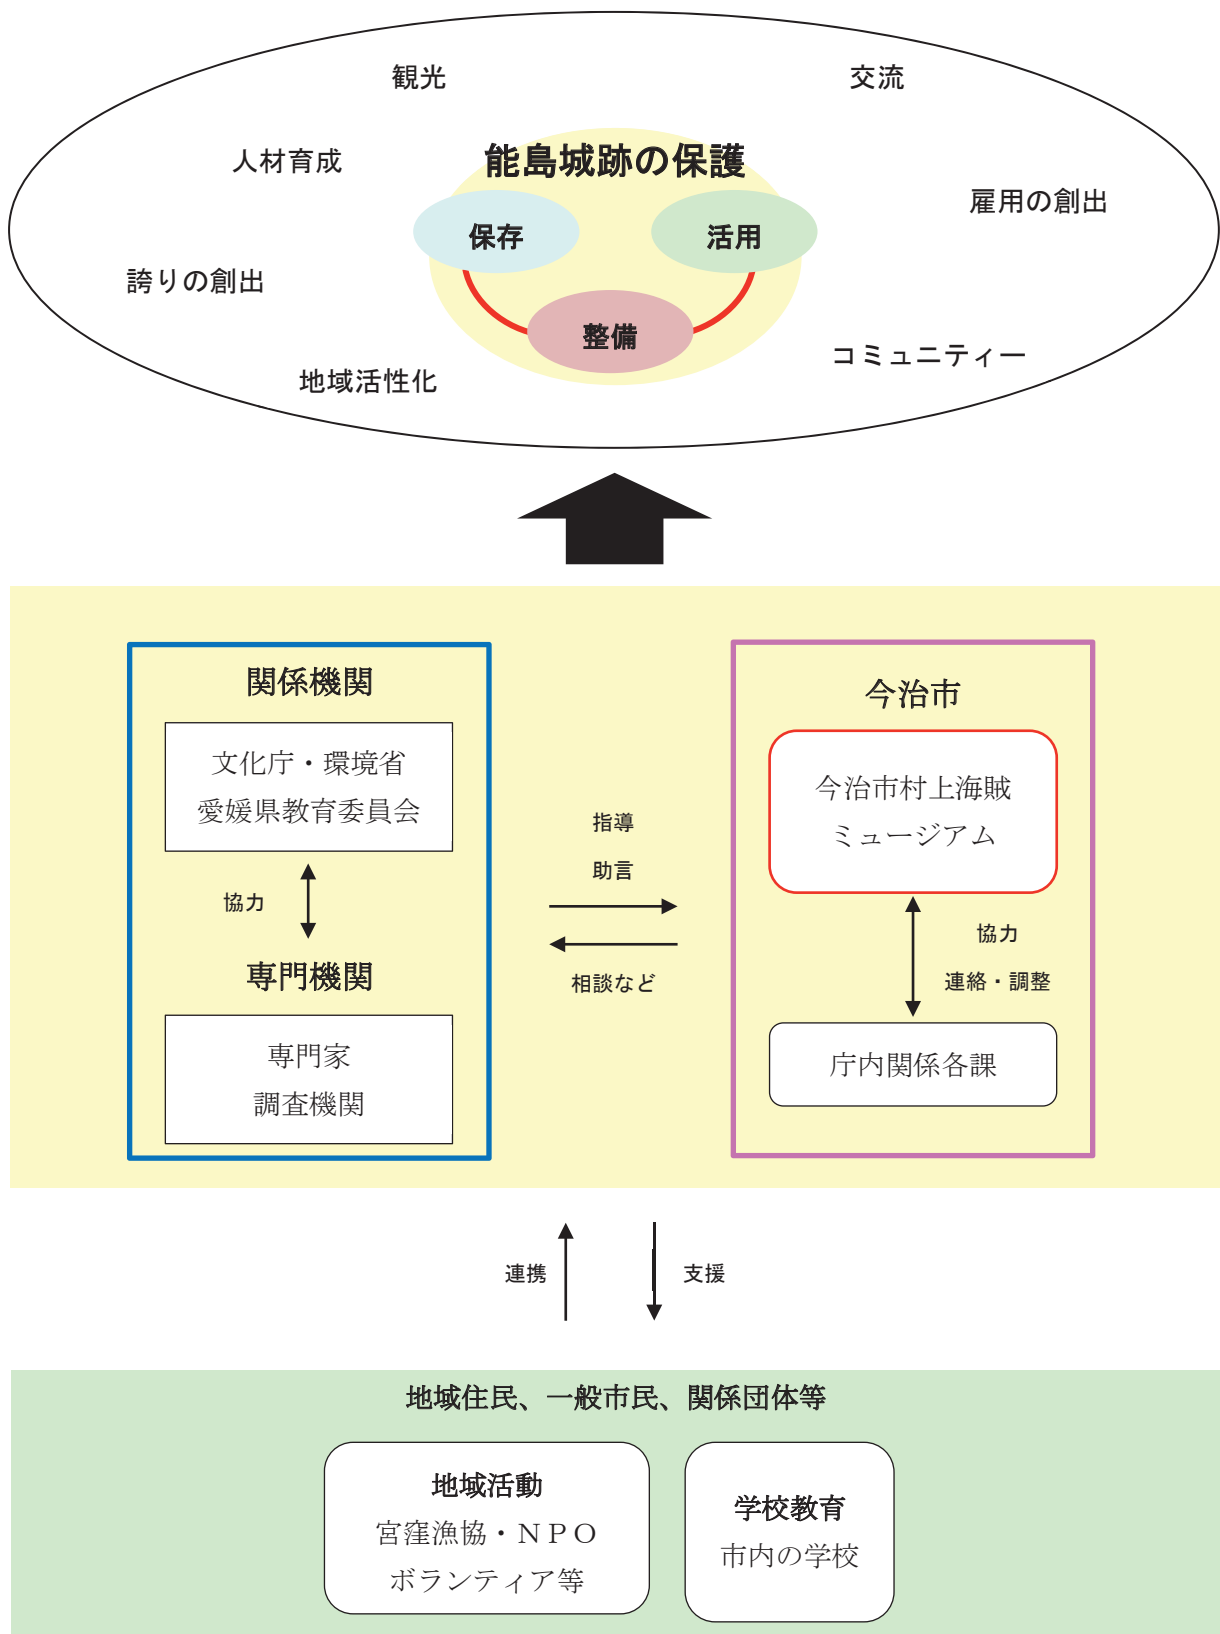 観光
交流
人材育成
能島城跡の保護
雇用の創出
保存
活用
誇りの創出
整備
コミュニティー
地域活性化
関係機関
文化庁・環境省
愛媛県教育委員会
協力
専門機関
専門家
調査機関
指導
助言
相談など
今治市
今治市村上海賊
ミュージアム
協力
連絡・調整
庁内関係各課
連携
支援
地域住民、一般市民、関係団体等
地域活動
宮窪漁協・ＮＰＯ
ボランティア等
学校教育
市内の学校